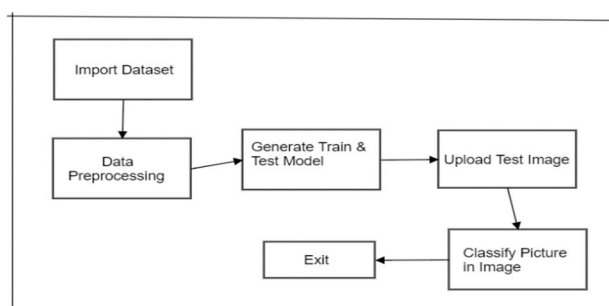 Import Dataset
Data
Preprocessing
Generate Train &
Test Model
Upload Test Image
Classify Picture
in Image
Exit